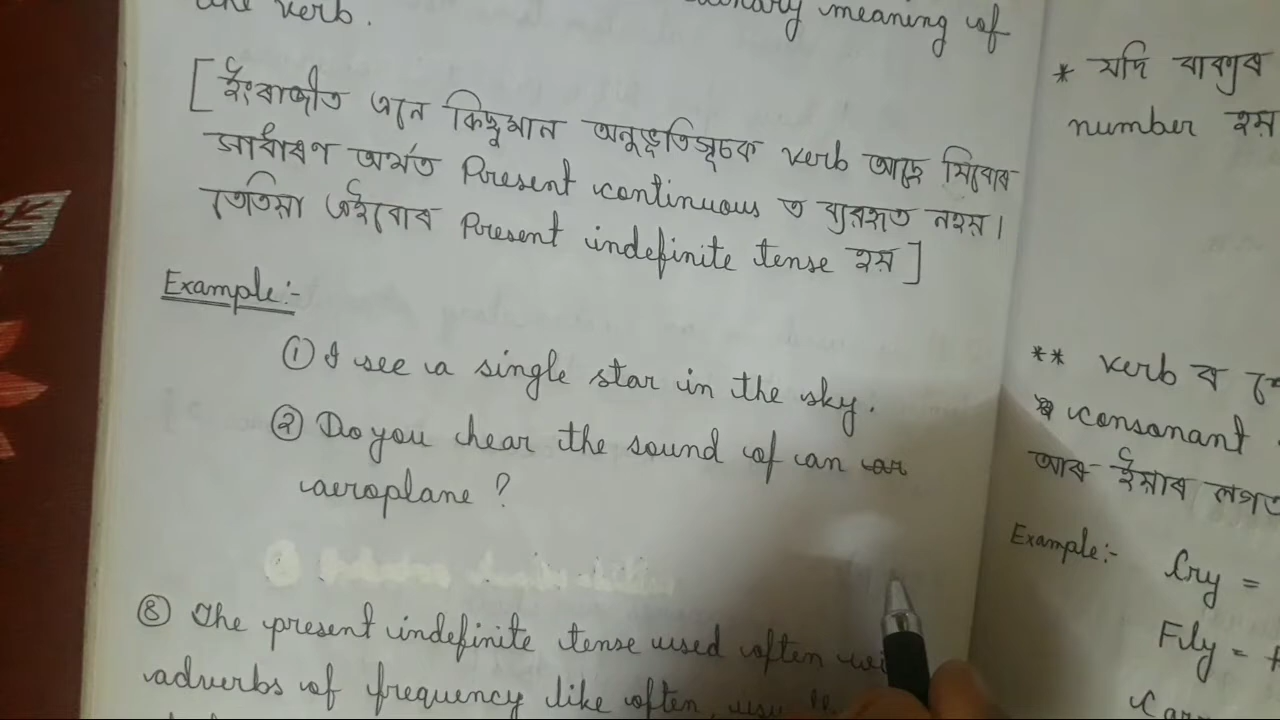 the verb.
meaning of
[ ইংৰাজীত এনে কিছুমান অনুভূতিসূচক verb আছে যিবোৰ
সাধাৰণ অৰ্থত Present continuous ত ব্যৱহৃত নহয়।
তেতিয়া এইবোৰ Present indefinite tense হয় ]
Example:-
① I see a single star in the sky.
② Do you hear the sound of an
aeroplane ?
⑧ The present indefinite tense used often
adverbs of frequency like often,
* যদি বাক্যৰ
number হয়
** verb ৰ
consonant
আৰু ইয়াৰ লগত
Example:- Cry =
Fly =